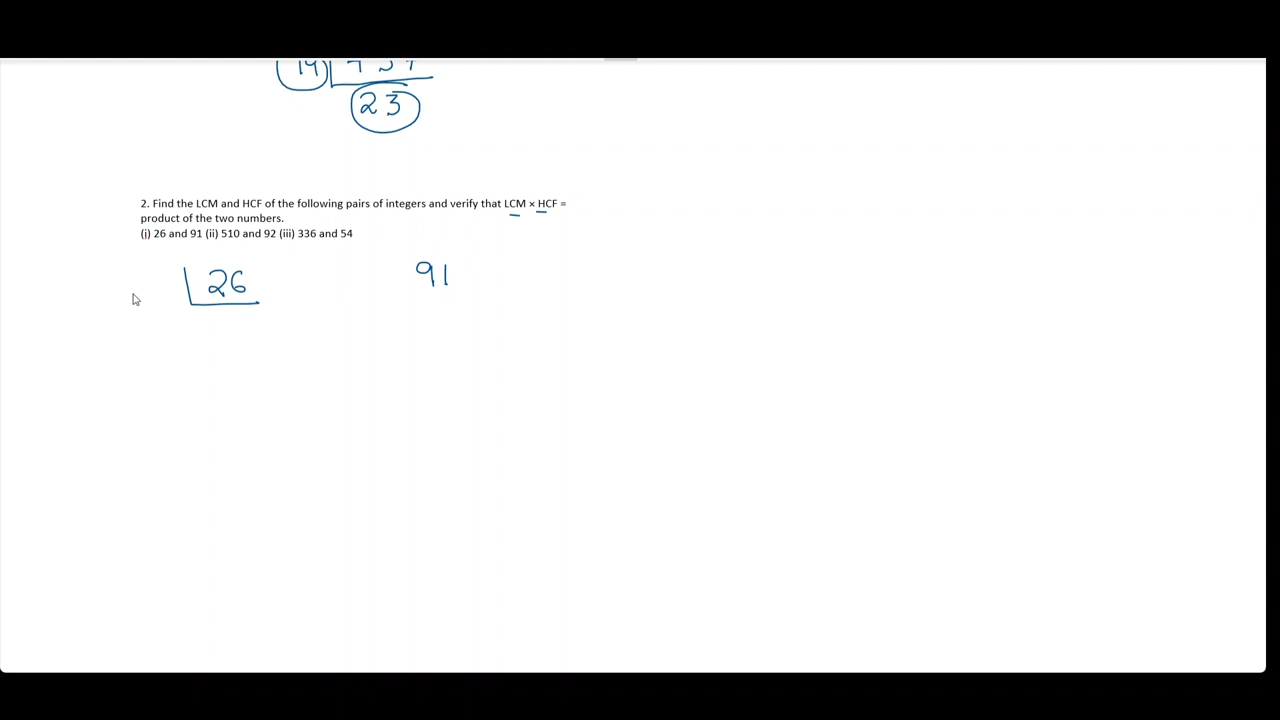 19
23
2. Find the LCM and HCF of the following pairs of integers and verify that LCM × HCF =
product of the two numbers.
(i) 26 and 91 (ii) 510 and 92 (iii) 336 and 54
26 91